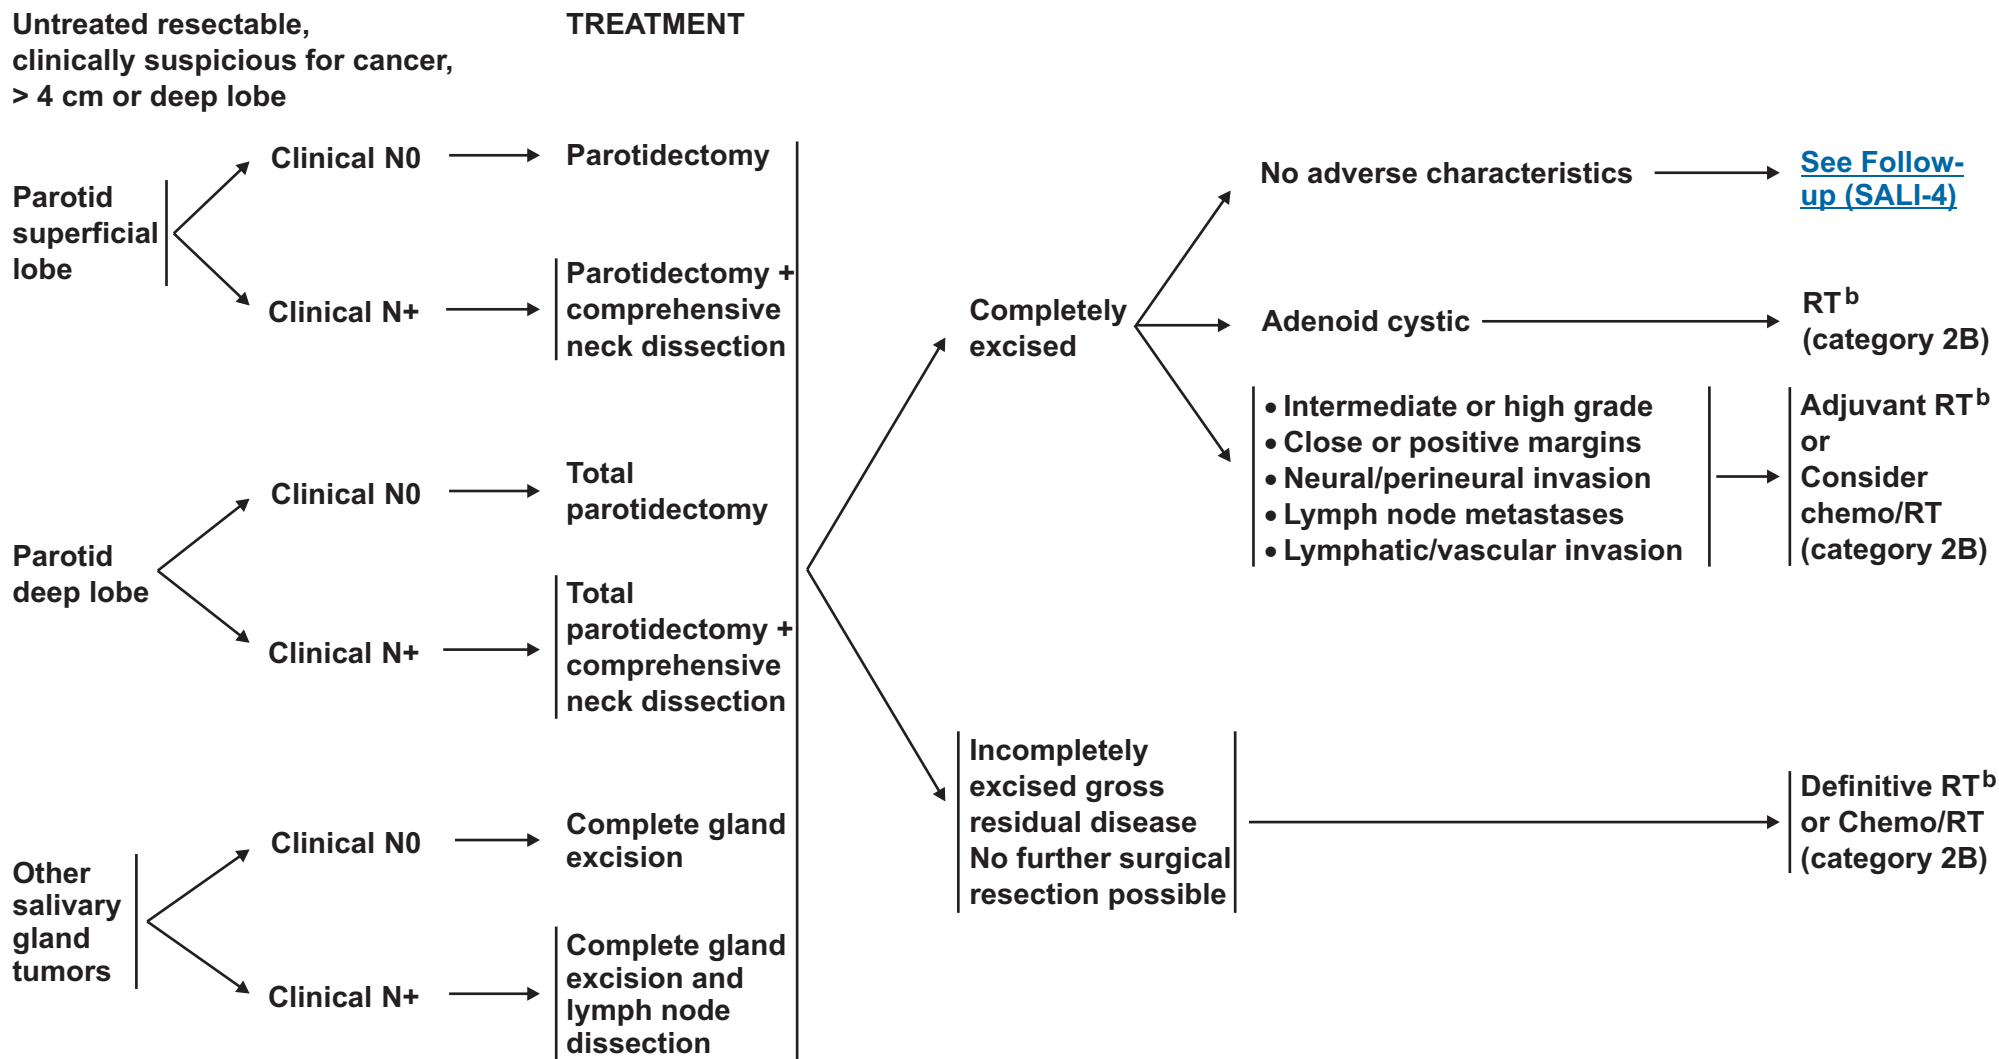 Untreated resectable,
clinically suspicious for cancer,
> 4 cm or deep lobe
TREATMENT
Parotid
superficial
lobe
Clinical N0
Parotidectomy
Clinical N+
Parotidectomy +
comprehensive
neck dissection
Parotid
deep lobe
Clinical N0
Total
parotidectomy
Clinical N+
Total
parotidectomy +
comprehensive
neck dissection
Other
salivary
gland
tumors
Clinical N0
Complete gland
excision
Clinical N+
Complete gland
excision and
lymph node
dissection
Completely
excised
No adverse characteristics
See Follow-
up (SALI-4)
Adenoid cystic
RT b
(category 2B)
• Intermediate or high grade
• Close or positive margins
• Neural/perineural invasion
• Lymph node metastases
• Lymphatic/vascular invasion
Adjuvant RT b
or
Consider
chemo/RT
(category 2B)
Incompletely
excised gross
residual disease
No further surgical
resection possible
Definitive RT b
or Chemo/RT
(category 2B)